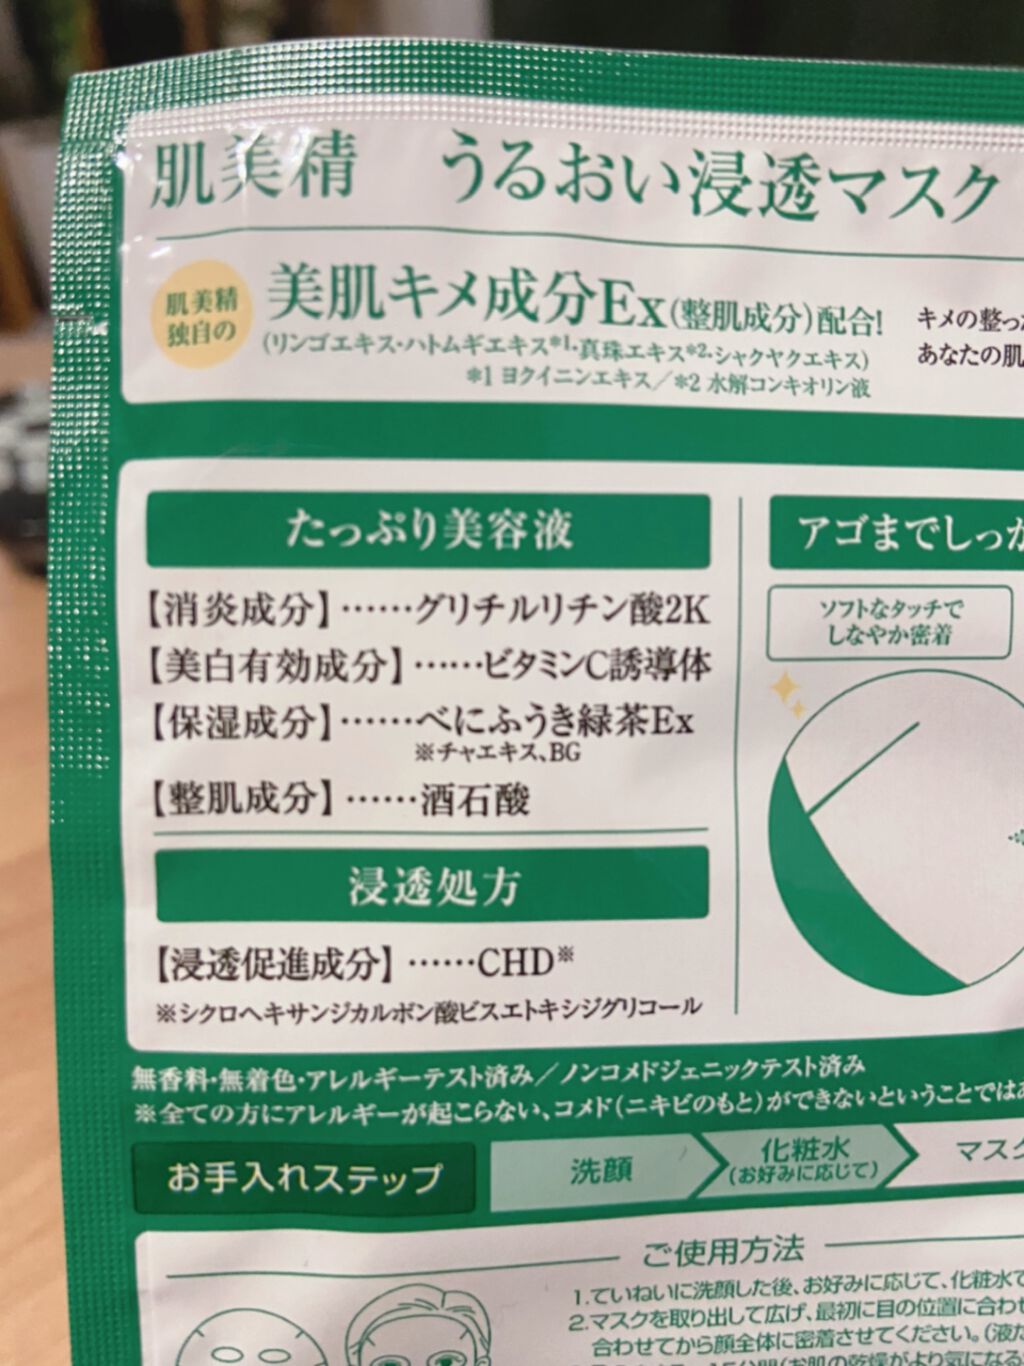 肌美精 うるおい浸透マスク
肌美精
独自の
美肌キメ成分Ex(整肌成分)配合!
(リンゴエキス・ハトムギエキス*1・真珠エキス*2・シャクヤクエキス)
*1 ヨクイニンエキス/*2 水解コンキオリン液
キメの整っ
あなたの肌
たっぷり美容液
【消炎成分】……グリチルリチン酸2K
【美白有効成分】……ビタミンC誘導体
【保湿成分】……べにふうき緑茶Ex
※チャエキス、BG
【整肌成分】……酒石酸
浸透処方
【浸透促進成分】……CHD※
※シクロヘキサンジカルボン酸ビスエトキシジグリコール
アゴまでしっか
ソフトなタッチで
しなやか密着
無香料・無着色・アレルギーテスト済み/ノンコメドジェニックテスト済み
※全ての方にアレルギーが起こらない、コメド(ニキビのもと)ができないということでは
お手入れステップ
洗顔
化粧水
(お好みに応じて)
マスク
ご使用方法
1.ていねいに洗顔した後、お好みに応じて、化粧水で
2.マスクを取り出して広げ、最初に目の位置に合わせ
合わせてから顔全体に密着させてください。(液だ